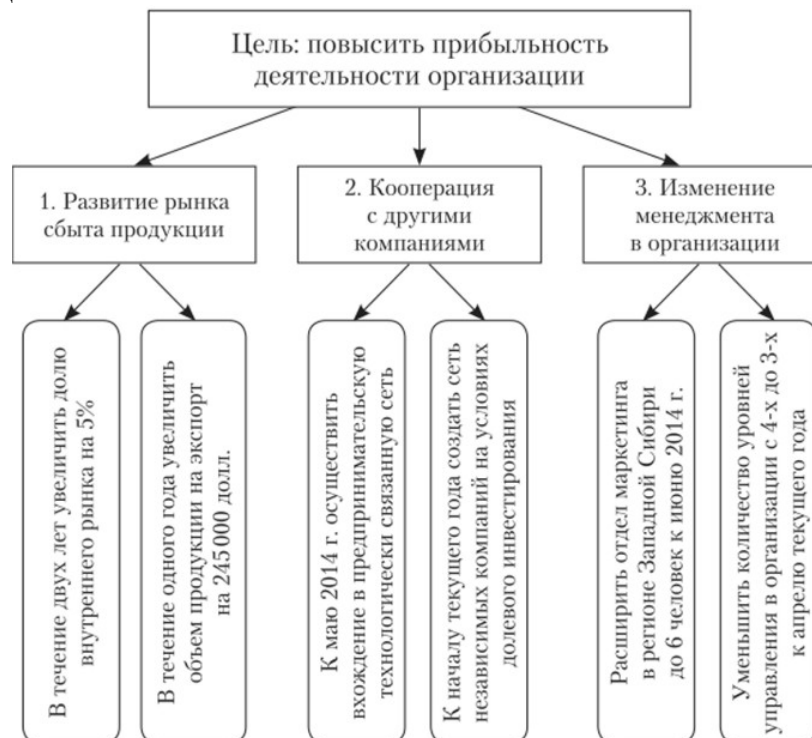 Цель: повысить прибыльность
деятельности организации
1. Развитие рынка
сбыта продукции
2. Кооперация
с другими
компаниями
3. Изменение
менеджмента
в организации
В течение двух лет увеличить долю
внутреннего рынка на 5%
В течение одного года увеличить
объем продукции на экспорт
на 245 000 долл.
К маю 2014 г. осуществить
вхождение в предпринимательскую
технологически связанную сеть
К началу текущего года создать сеть
независимых компаний на условиях
долевого инвестирования
Расширить отдел маркетинга
в регионе Западной Сибири
до 6 человек к июню 2014 г.
Уменьшить количество уровней
управления в организации с 4-х до 3-х
к апрелю текущего года